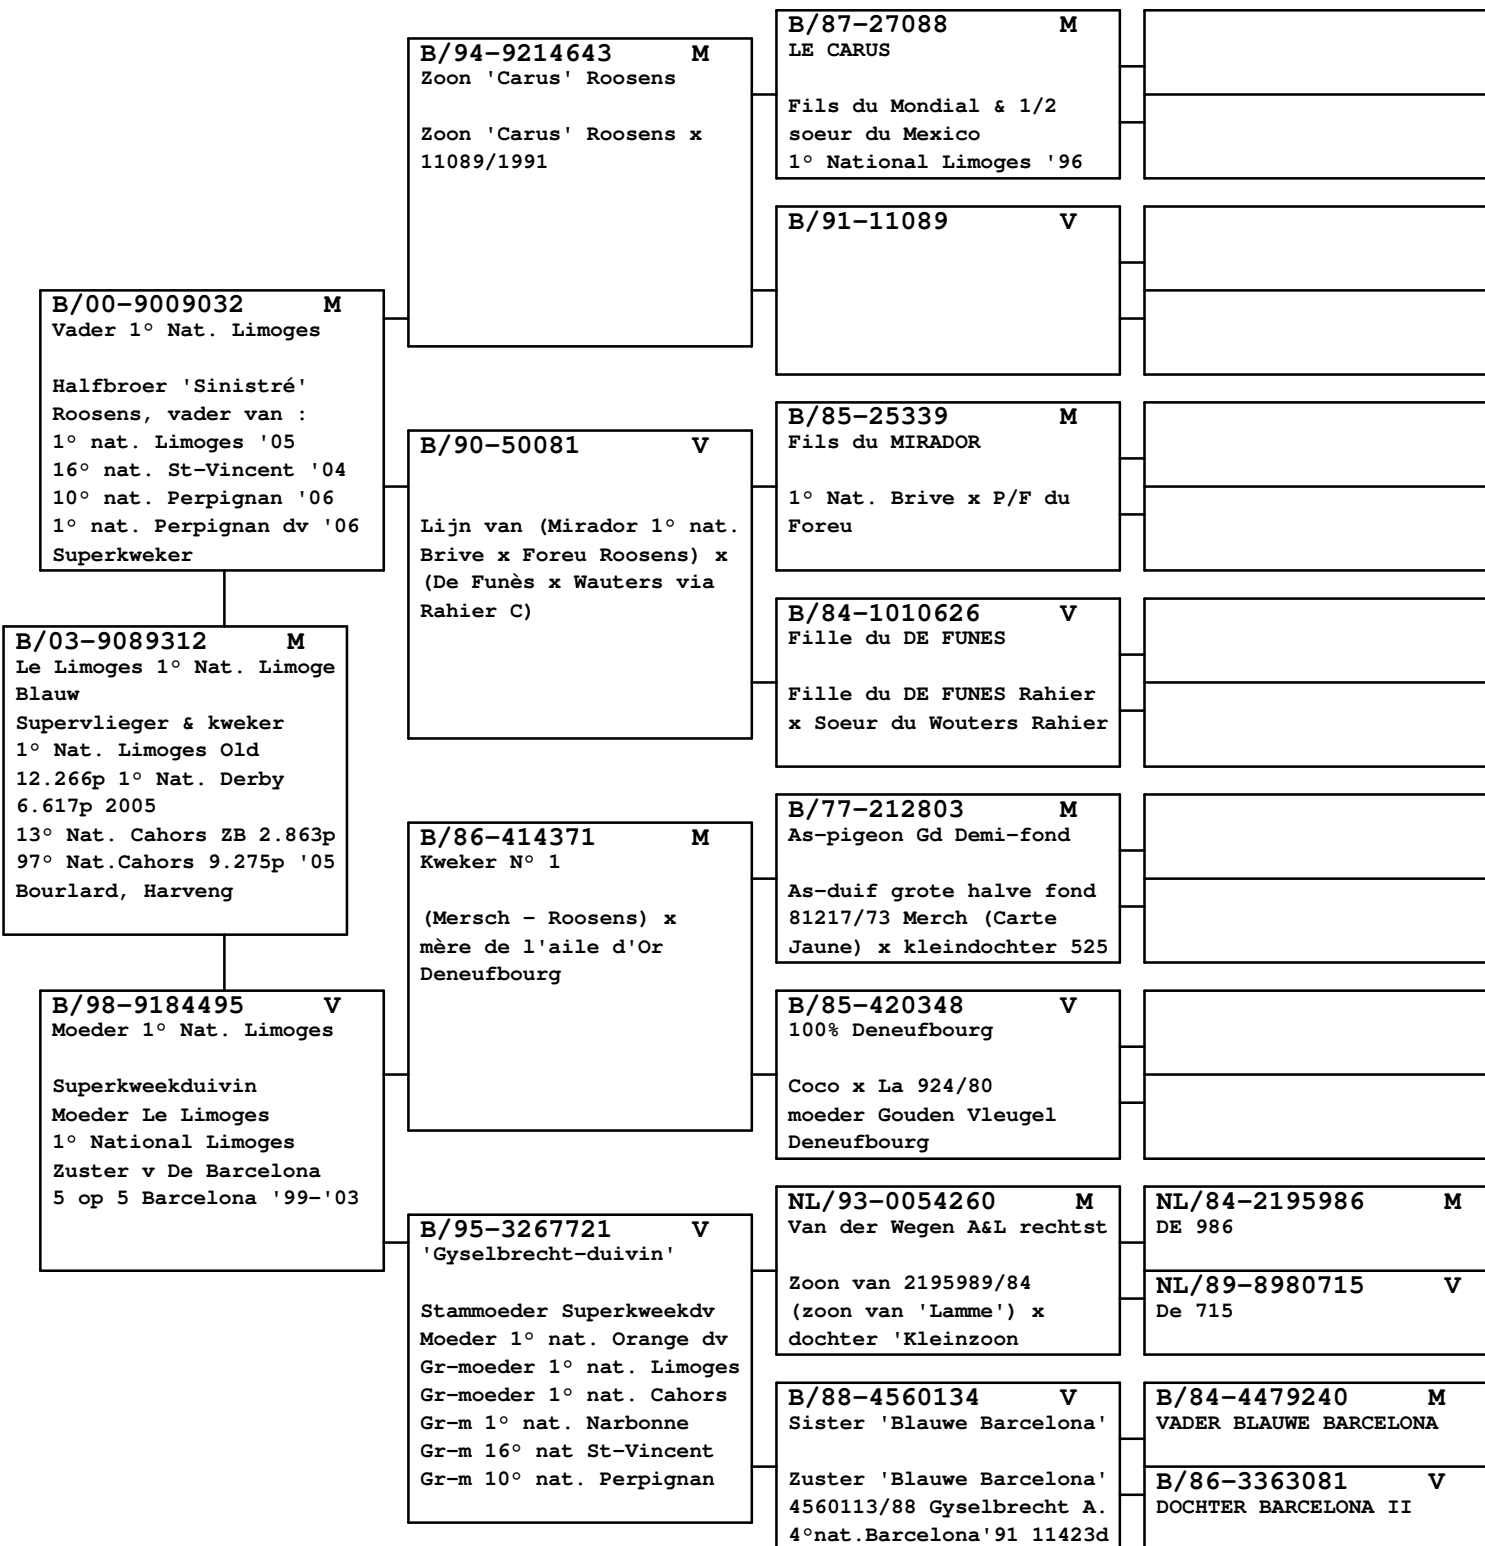 B/03-9089312 M
Le Limoges 1° Nat. Limoge
Blauw
Supervlieger & kweker
1° Nat. Limoges Old
12.266p 1° Nat. Derby
6.617p 2005
13° Nat. Cahors ZB 2.863p
97° Nat.Cahors 9.275p '05
Bourlard, Harveng
B/00-9009032 M
Vader 1° Nat. Limoges
Halfbroer 'Sinistré'
Roosens, vader van :
1° nat. Limoges '05
16° nat. St-Vincent '04
10° nat. Perpignan '06
1° nat. Perpignan dv '06
Superkweker
B/98-9184495 V
Moeder 1° Nat. Limoges
Superkweekduivin
Moeder Le Limoges
1° National Limoges
Zuster v De Barcelona
5 op 5 Barcelona '99-'03
B/94-9214643 M
Zoon 'Carus' Roosens
Zoon 'Carus' Roosens x
11089/1991
B/90-50081 V
Lijn van (Mirador 1° nat.
Brive x Foreu Roosens) x
(De Funès x Wauters via
Rahier C)
B/86-414371 M
Kweker N° 1
(Mersch - Roosens) x
mère de l'aile d'Or
Deneufbourg
B/95-3267721 V
'Gyselbrecht-duivin'
Stammoeder Superkweekdv
Moeder 1° nat. Orange dv
Gr-moeder 1° nat. Limoges
Gr-moeder 1° nat. Cahors
Gr-m 1° nat. Narbonne
Gr-m 16° nat St-Vincent
Gr-m 10° nat. Perpignan
B/87-27088 M
LE CARUS
Fils du Mondial & 1/2
soeur du Mexico
1° National Limoges '96
B/91-11089 V
B/85-25339 M
Fils du MIRADOR
1° Nat. Brive x P/F du
Foreu
B/84-1010626 V
Fille du DE FUNES
Fille du DE FUNES Rahier
x Soeur du Wouters Rahier
B/77-212803 M
As-pigeon Gd Demi-fond
As-duif grote halve fond
81217/73 Merch (Carte
Jaune) x kleindochter 525
B/85-420348 V
100% Deneufbourg
Coco x La 924/80
moeder Gouden Vleugel
Deneufbourg
NL/93-0054260 M
Van der Wegen A&L rechtst
Zoon van 2195989/84
(zoon van 'Lamme') x
dochter 'Kleinzoon
B/88-4560134 V
Sister 'Blauwe Barcelona'
Zuster 'Blauwe Barcelona'
4560113/88 Gyselbrecht A.
4°nat.Barcelona'91 11423d
NL/84-2195986 M
DE 986
NL/89-8980715 V
De 715
B/84-4479240 M
VADER BLAUWE BARCELONA
B/86-3363081 V
DOCHTER BARCELONA II